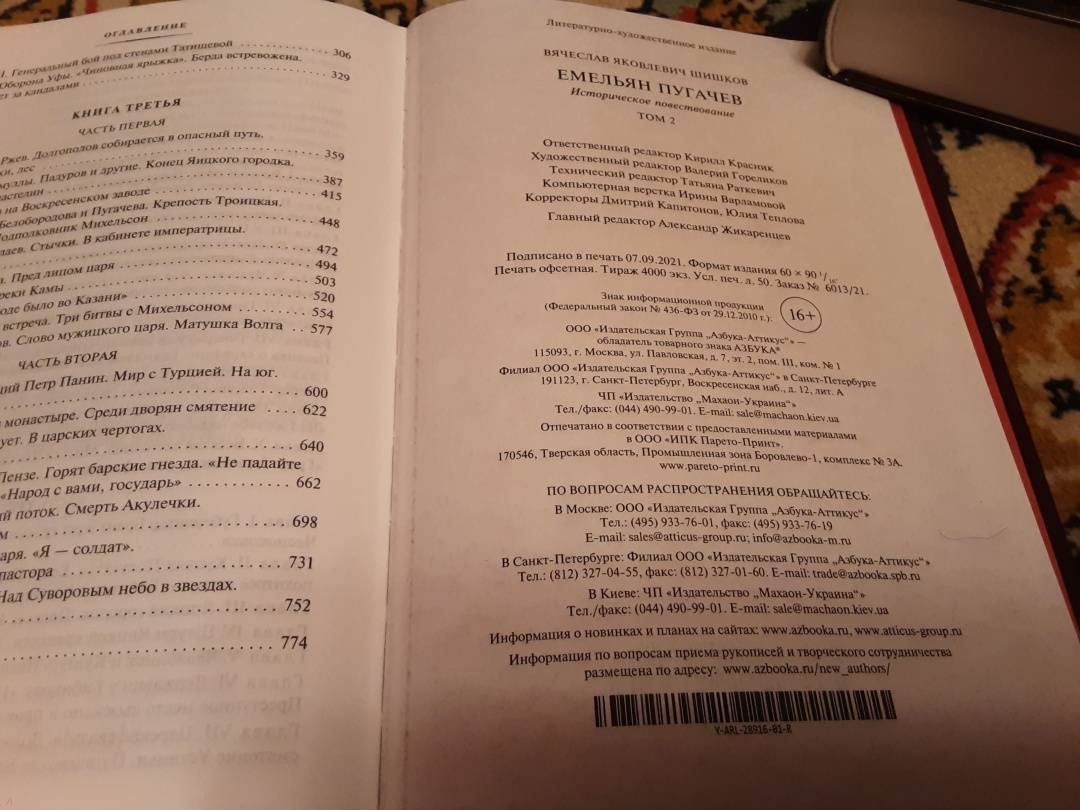 ОГЛАВЛЕНИЕ
I. Генеральный бой под стенами Татищевой 306
Оборона Уфы. «Чиновная ярыжка». Берда встревожена.
ет за кандалами 329
КНИГА ТРЕТЬЯ
ЧАСТЬ ПЕРВАЯ
Ржев. Долгополов собирается в опасный путь.
ки, лес 359
муллы. Падуров и другие. Конец Яицкого городка.
астелин 387
на Воскресенском заводе 415
Белобородова и Пугачева. Крепость Троицкая.
Подполковник Михельсон 448
лаев. Стычки. В кабинете императрицы.
472
а. Пред лицом царя 494
реки Камы 503
оде было во Казани» 520
встреча. Три битвы с Михельсоном 554
ов. Слово мужицкого царя. Матушка Волга .. 577
ЧАСТЬ ВТОРАЯ
щий Петр Панин. Мир с Турцией. На юг.
600
в монастыре. Среди дворян смятение .... 622
ует. В царских чертогах.
640
Пензе. Горят барские гнезда. «Не падайте
«Народ с вами, государь» 662
ий поток. Смерть Акулечки.
м 698
аря. «Я — солдат».
пастора 731
Над Суворовым небо в звездах.
752
774
Литературно-художественное издание
ВЯЧЕСЛАВ ЯКОВЛЕВИЧ ШИШКОВ
ЕМЕЛЬЯН ПУГАЧЕВ
Историческое повествование
ТОМ 2
Ответственный редактор Кирилл Красник
Художественный редактор Валерий Гореликов
Технический редактор Татьяна Раткевич
Компьютерная верстка Ирины Варламовой
Корректоры Дмитрий Капитонов, Юлия Теплова
Главный редактор Александр Жикаренцев
Подписано в печать 07.09.2021. Формат издания 60 × 90 1/16.
Печать офсетная. Тираж 4000 экз. Усл. печ. л. 50. Заказ № 6013/21.
Знак информационной продукции
(Федеральный закон № 436-ФЗ от 29.12.2010 г.): 16+
ООО «Издательская Группа „Азбука-Аттикус“» —
обладатель товарного знака АЗБУКА®
115093, г. Москва, ул. Павловская, д. 7, эт. 2, пом. III, ком. № 1
Филиал ООО «Издательская Группа „Азбука-Аттикус“» в Санкт-Петербурге
191123, г. Санкт-Петербург, Воскресенская наб., д. 12, лит. А
ЧП «Издательство „Махаон-Украина“»
Тел./факс: (044) 490-99-01. E-mail: sale@machaon.kiev.ua
Отпечатано в соответствии с предоставленными материалами
в ООО «ИПК Парето-Принт».
170546, Тверская область, Промышленная зона Боровлево-1, комплекс № 3А.
www.pareto-print.ru
ПО ВОПРОСАМ РАСПРОСТРАНЕНИЯ ОБРАЩАЙТЕСЬ:
В Москве: ООО «Издательская Группа „Азбука-Аттикус“»
Тел.: (495) 933-76-01, факс: (495) 933-76-19
E-mail: sales@atticus-group.ru; info@azbooka-m.ru
В Санкт-Петербурге: Филиал ООО «Издательская Группа „Азбука-Аттикус“»
Тел.: (812) 327-04-55, факс: (812) 327-01-60. E-mail: trade@azbooka.spb.ru
В Киеве: ЧП «Издательство „Махаон-Украина“»
Тел./факс: (044) 490-99-01. E-mail: sale@machaon.kiev.ua
Информация о новинках и планах на сайтах: www.azbooka.ru, www.atticus-group.ru
Информация по вопросам приема рукописей и творческого сотрудничества
размещена по адресу: www.azbooka.ru/new_authors/
Y-ARL-28916-01-R